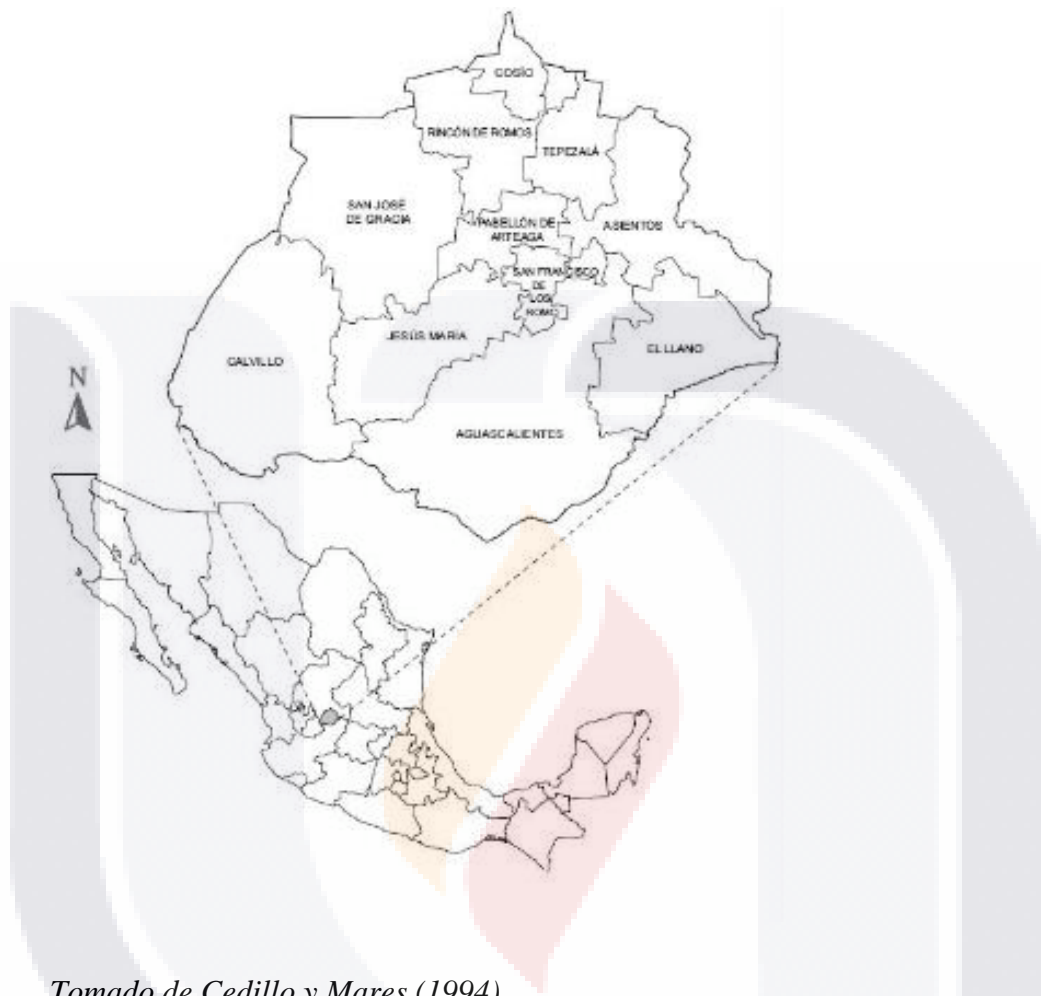 COSÍO
RINCÓN DE ROMOS
TEPEZALÁ
SAN JOSÉ
DE GRACIA
PABELLÓN DE
ARTEAGA
ASIENTOS
SAN FRANCISCO
DE
LOS
ROMO
JESÚS MARÍA
EL LLANO
CALVILLO
N
AGUASCALIENTES
Tomado de Cedillo y Mares (1994)